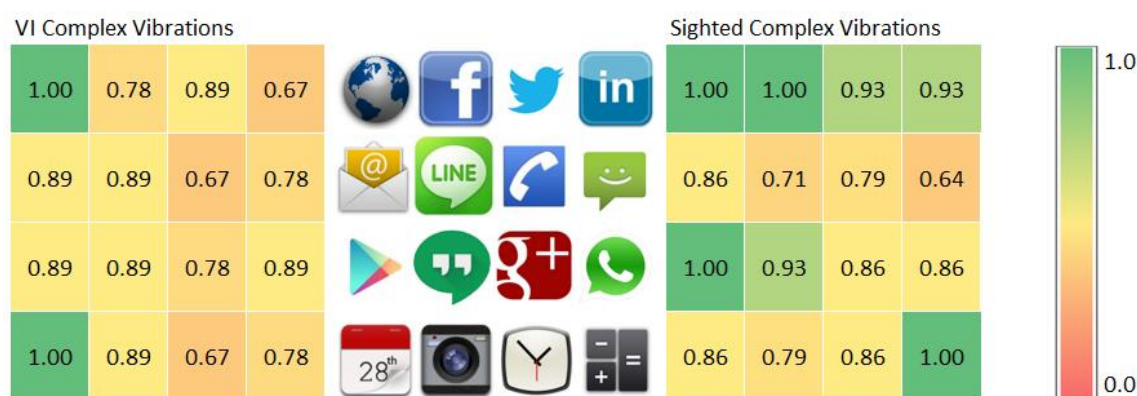 VI Complex Vibrations
Sighted Complex Vibrations
1.00 0.78 0.89 0.67
f
in
1.00 1.00 0.93 0.93
1.0
0.89 0.89 0.67 0.78
@
LINE
0.86 0.71 0.79 0.64
0.89 0.89 0.78 0.89
g+
1.00 0.93 0.86 0.86
1.00 0.89 0.67 0.78
28th
- + =
0.86 0.79 0.86 1.00
0.0